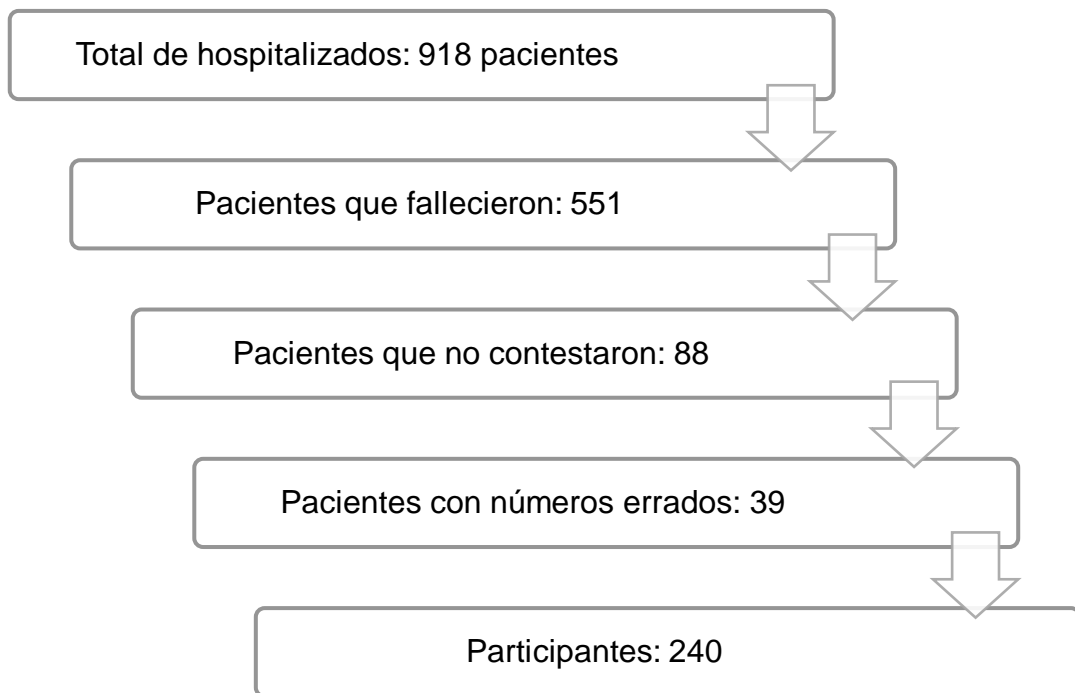 Total de hospitalizados: 918 pacientes
Pacientes que fallecieron: 551
Pacientes que no contestaron: 88
Pacientes con números errados: 39
Participantes: 240